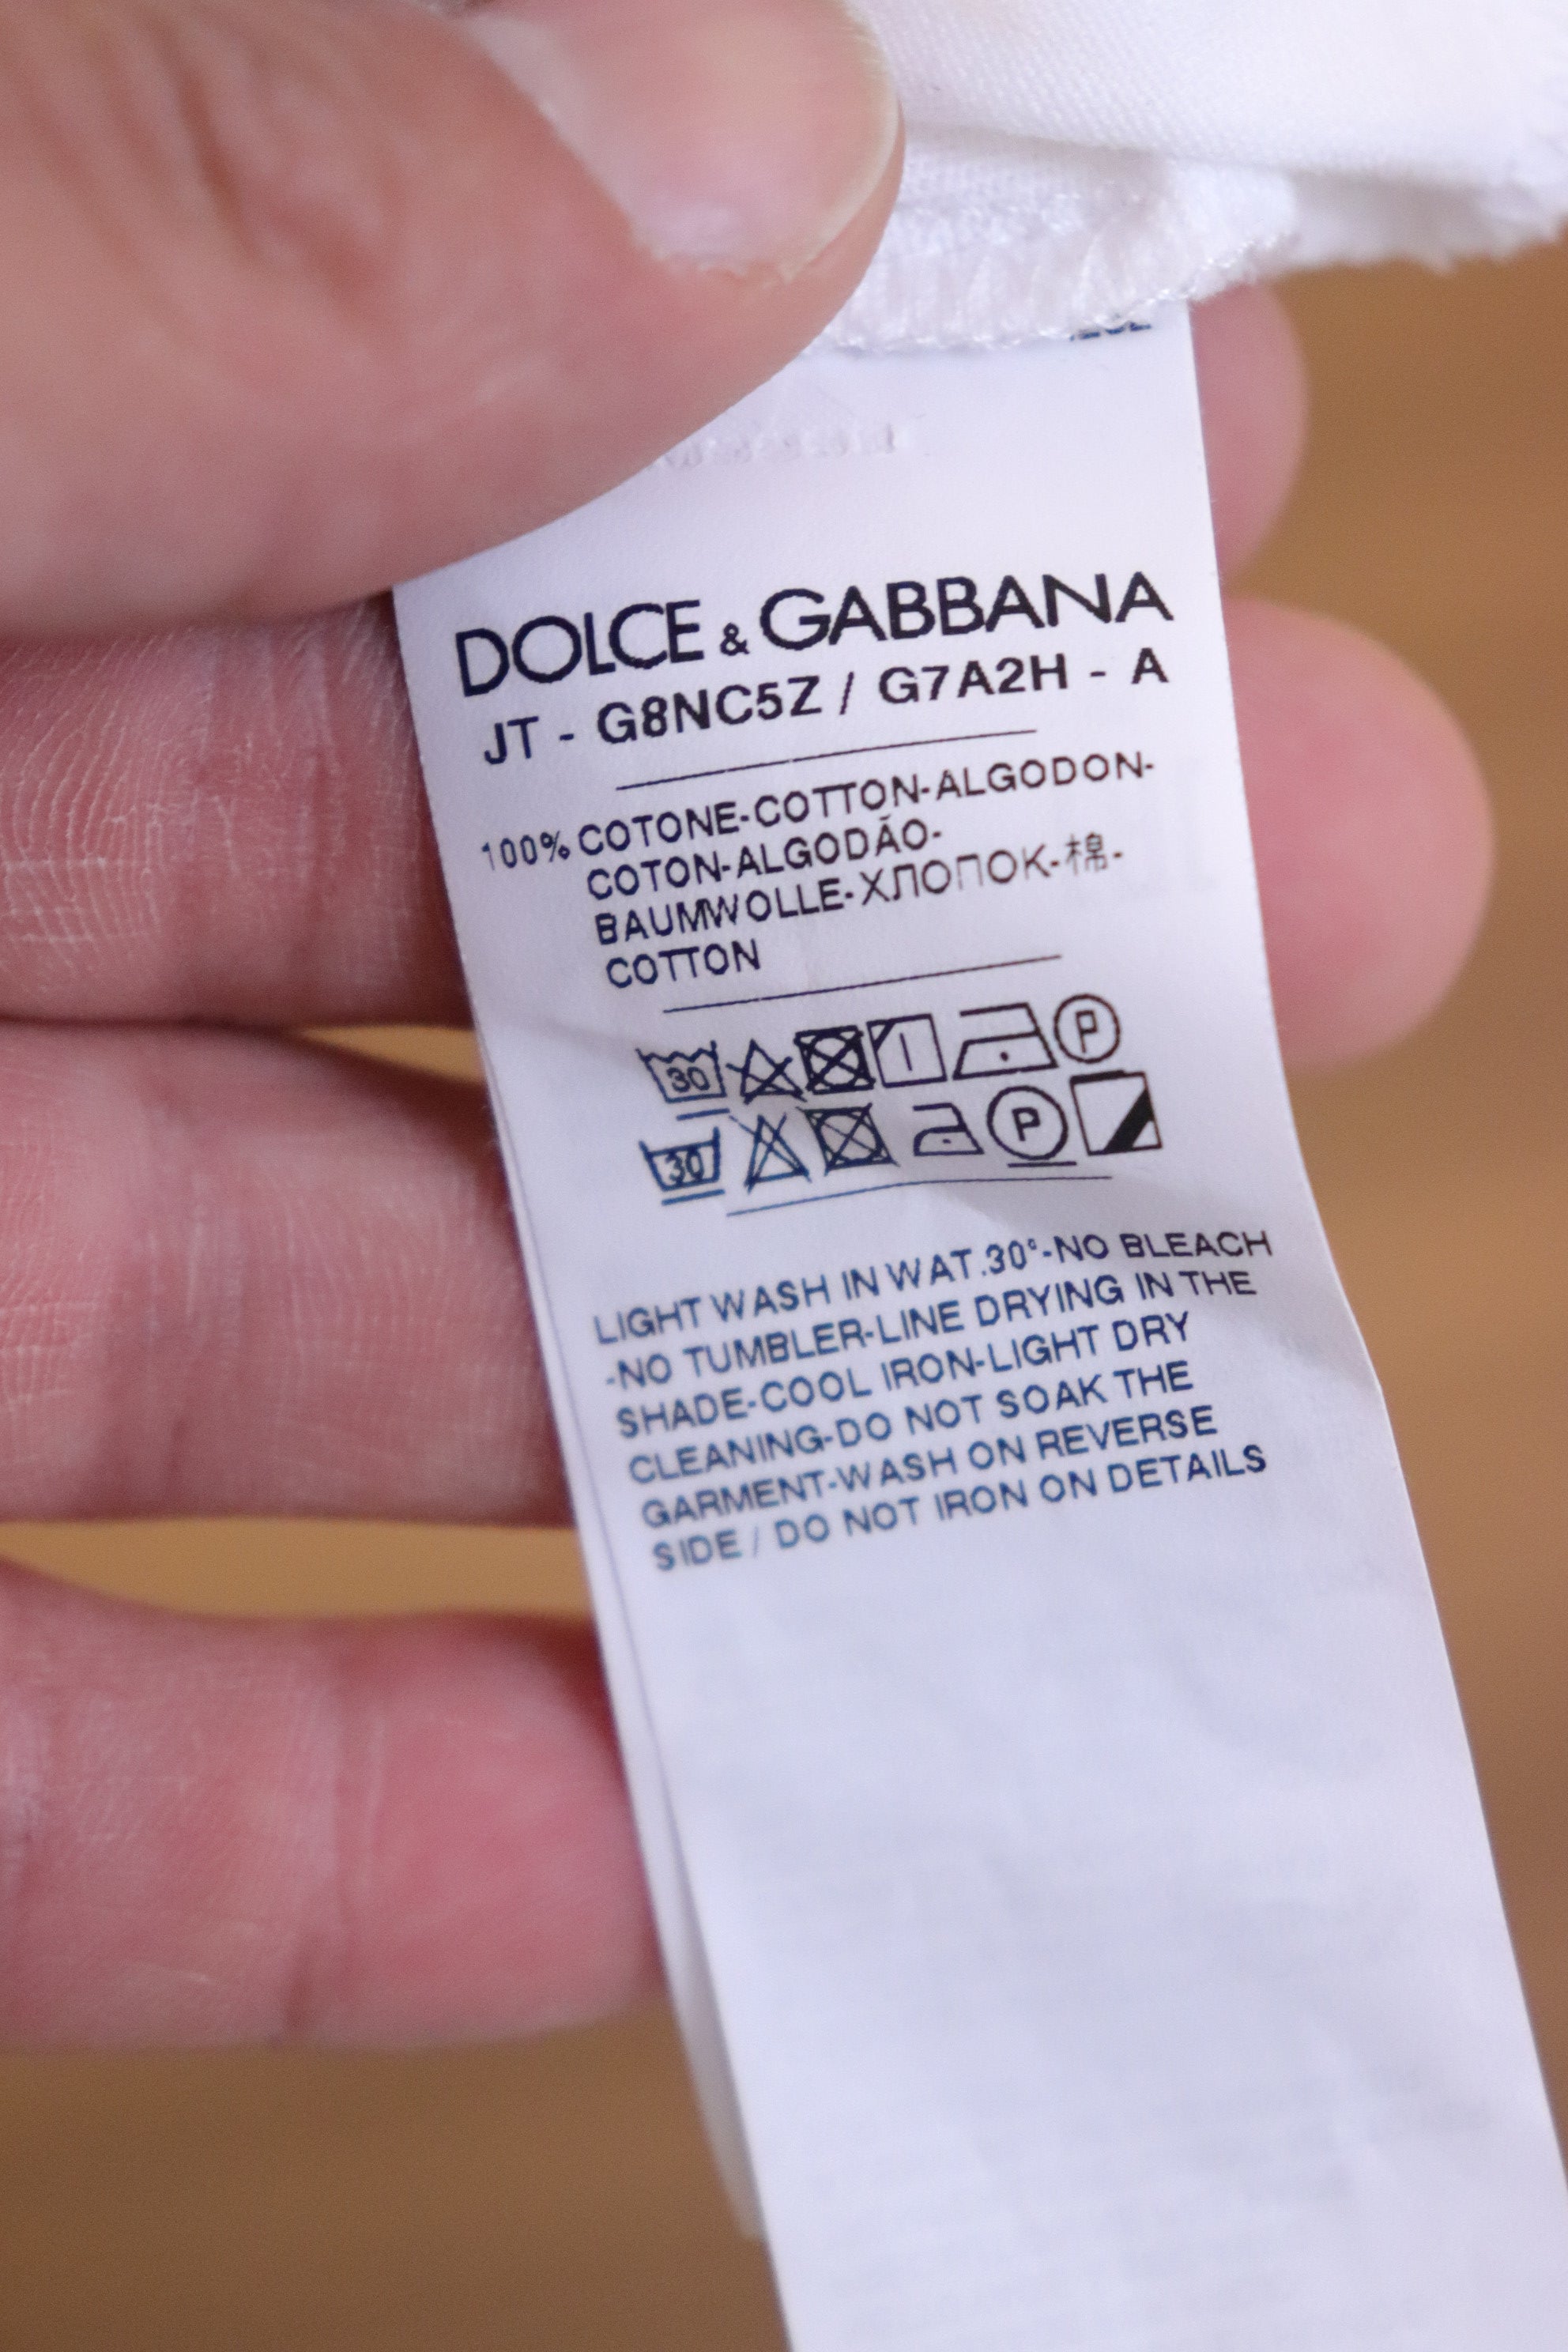 DOLCE & GABBANA
JT - G8NC5Z / G7A2H - A
100% COTONE-COTTON-ALGODON-
COTON-ALGODÃO-
BAUMWOLLE-ХЛОПОК-棉-
COTTON
30 P
30 P
LIGHT WASH IN WAT.30°-NO BLEACH
-NO TUMBLER-LINE DRYING IN THE
SHADE-COOL IRON-LIGHT DRY
CLEANING-DO NOT SOAK THE
GARMENT-WASH ON REVERSE
SIDE / DO NOT IRON ON DETAILS